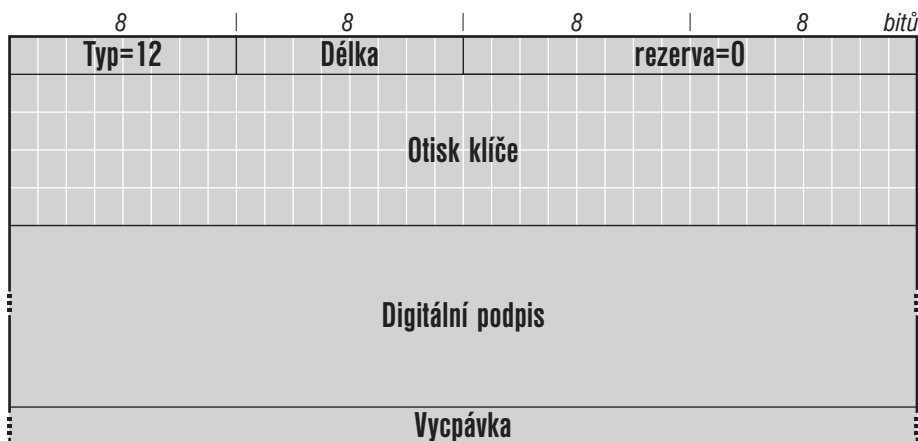 8 8 8 8 bitů
Typ=12 Délka rezerva=0
Otisk klíče
Digitální podpis
Vycpávka